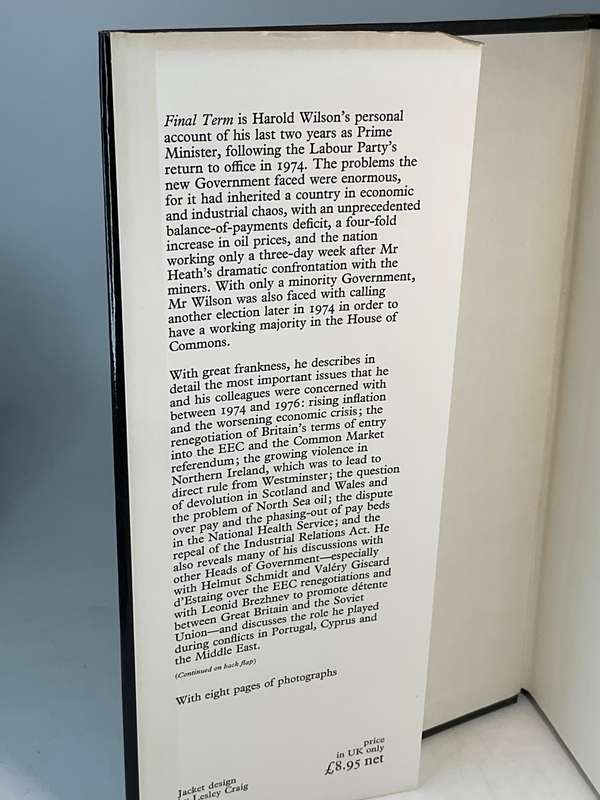 Final Term is Harold Wilson's personal
account of his last two years as Prime
Minister, following the Labour Party's
return to office in 1974. The problems the
new Government faced were enormous,
for it had inherited a country in economic
and industrial chaos, with an unprecedented
balance-of-payments deficit, a four-fold
increase in oil prices, and the nation
working only a three-day week after Mr
Heath's dramatic confrontation with the
miners. With only a minority Government,
Mr Wilson was also faced with calling
another election later in 1974 in order to
have a working majority in the House of
Commons.
With great frankness, he describes in
detail the most important issues that he
and his colleagues were concerned with
between 1974 and 1976: rising inflation
and the worsening economic crisis; the
renegotiation of Britain's terms of entry
into the EEC and the Common Market
referendum; the growing violence in
Northern Ireland, which was to lead to
direct rule from Westminster; the question
of devolution in Scotland and Wales and
the problem of North Sea oil; the dispute
over pay and the phasing-out of pay beds
in the National Health Service; and the
repeal of the Industrial Relations Act. He
also reveals many of his discussions with
other Heads of Government—especially
with Helmut Schmidt and Valéry Giscard
d'Estaing over the EEC renegotiations and
with Leonid Brezhnev to promote détente
between Great Britain and the Soviet
Union—and discusses the role he played
during conflicts in Portugal, Cyprus and
the Middle East.
(Continued on back flap)
With eight pages of photographs
price
in UK only
£8.95 net
Jacket design
Lesley Craig